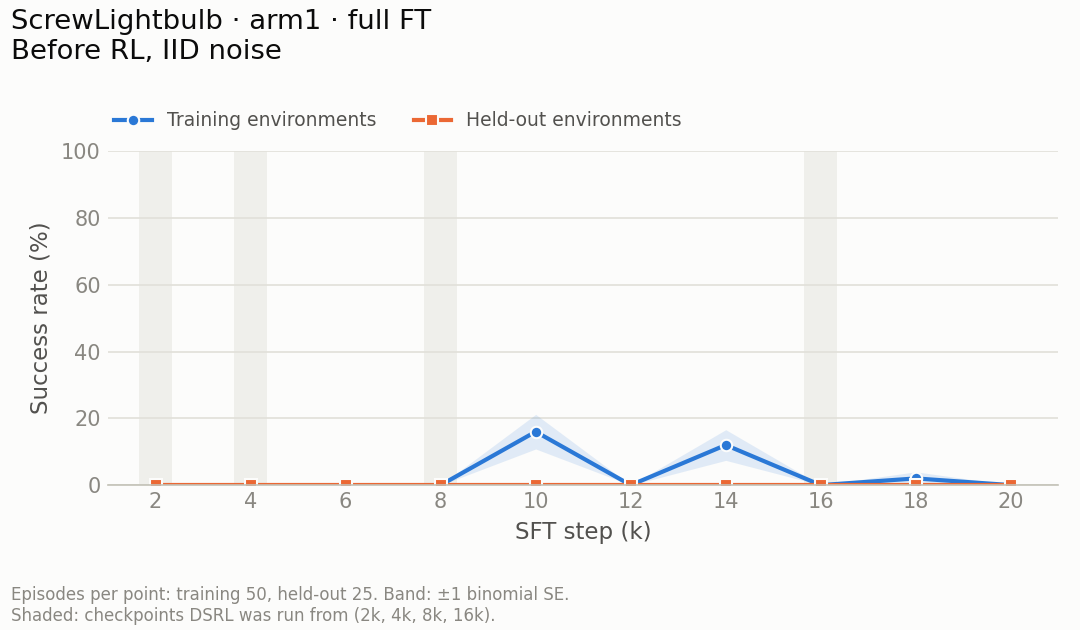 ScrewLightbulb · arm1 · full FT
Before RL, IID noise
Training environments
Held-out environments
100
80
60
40
20
0
Success rate (%)
2
4
6
8
10
12
14
16
18
20
SFT step (k)
Episodes per point: training 50, held-out 25. Band: ±1 binomial SE.
Shaded: checkpoints DSRL was run from (2k, 4k, 8k, 16k).